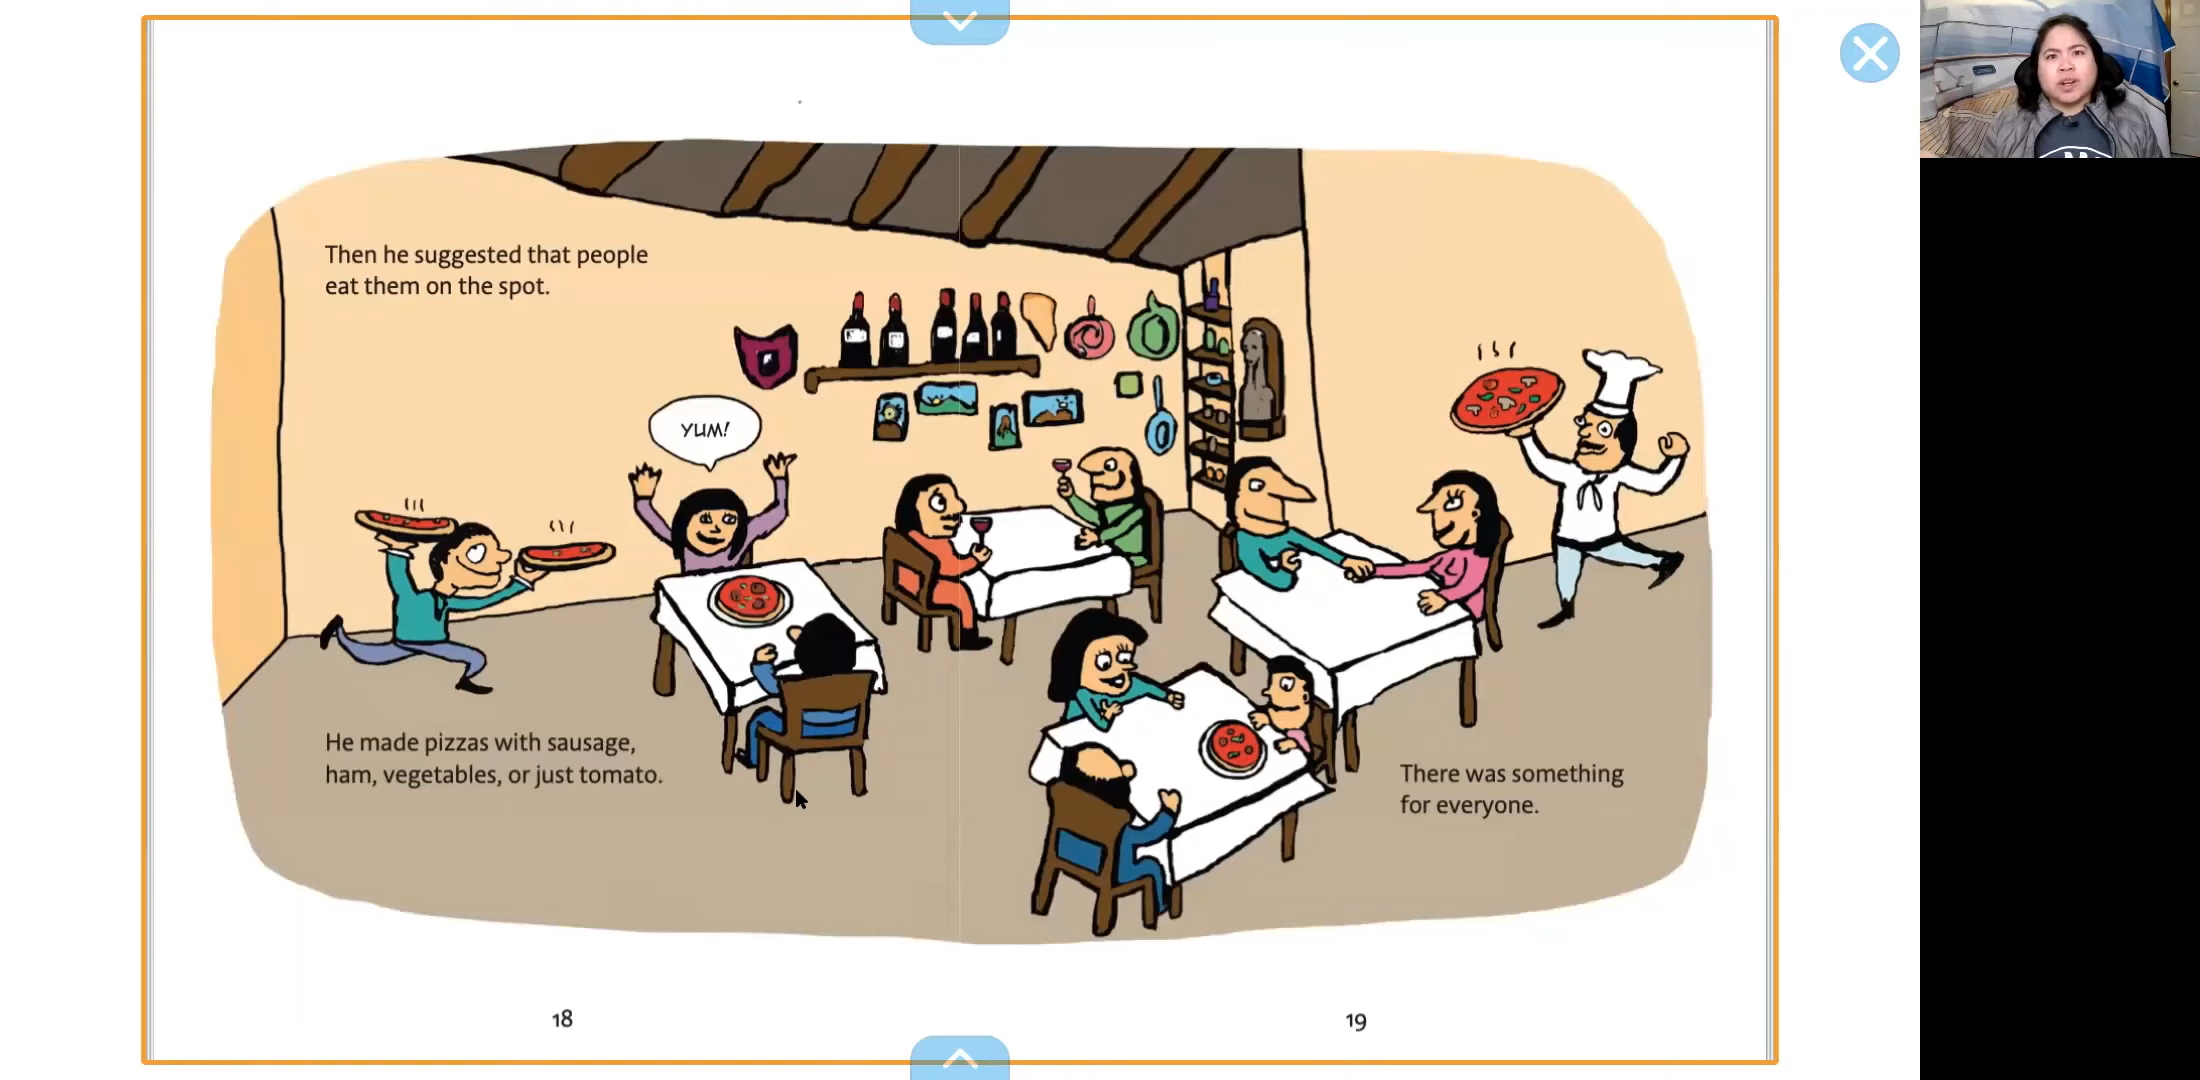 Then he suggested that people
eat them on the spot.
YUM!
He made pizzas with sausage,
ham, vegetables, or just tomato.
There was something
for everyone.
18
19